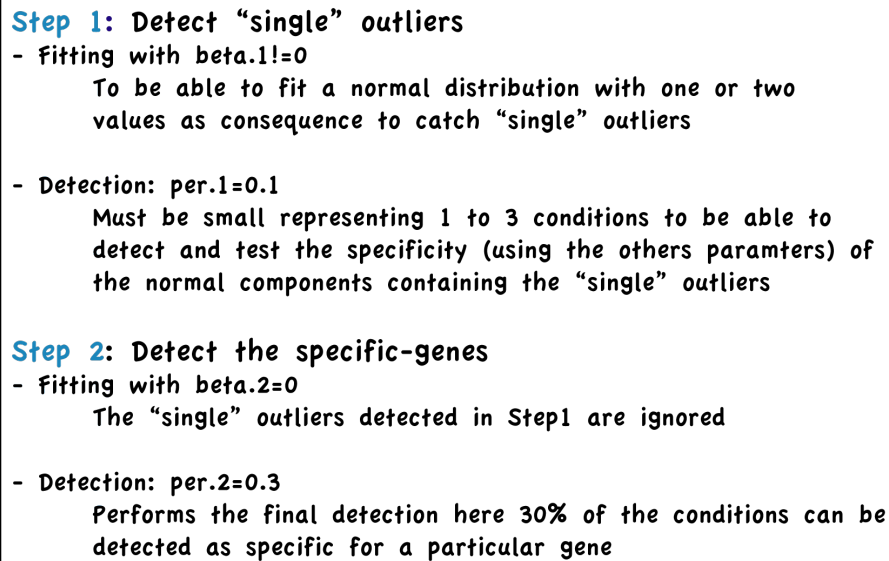 Step 1: Detect “single” outliers
- Fitting with beta.1!=0
To be able to fit a normal distribution with one or two
values as consequence to catch “single” outliers
- Detection: per.1=0.1
Must be small representing 1 to 3 conditions to be able to
detect and test the specificity (using the others paramters) of
the normal components containing the “single” outliers
Step 2: Detect the specific-genes
- Fitting with beta.2=0
The “single” outliers detected in Step1 are ignored
- Detection: per.2=0.3
Performs the final detection here 30% of the conditions can be
detected as specific for a particular gene